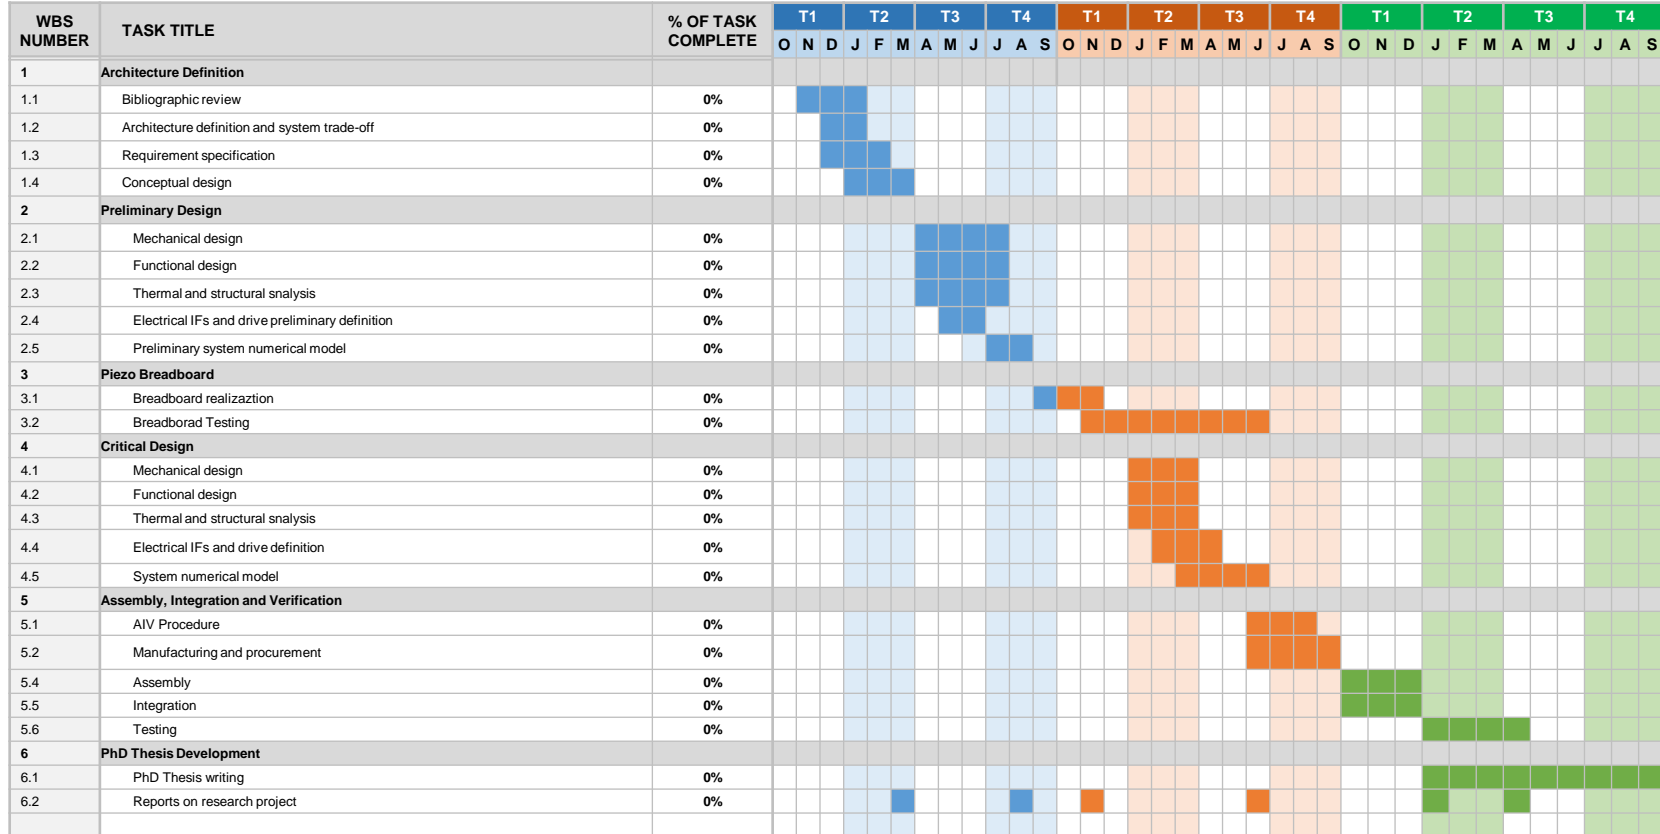 WBS NUMBER TASK TITLE % OF TASK COMPLETE T1 T2 T3 T4 T1 T2 T3 T4 T1 T2 T3 T4
O N D J F M A M J J A S O N D J F M A M J J A S O N D J F M A M J J A S
1 Architecture Definition
1.1 Bibliographic review 0%
1.2 Architecture definition and system trade-off 0%
1.3 Requirement specification 0%
1.4 Conceptual design 0%
2 Preliminary Design
2.1 Mechanical design 0%
2.2 Functional design 0%
2.3 Thermal and structural snalysis 0%
2.4 Electrical IFs and drive preliminary definition 0%
2.5 Preliminary system numerical model 0%
3 Piezo Breadboard
3.1 Breadboard realizaztion 0%
3.2 Breadborad Testing 0%
4 Critical Design
4.1 Mechanical design 0%
4.2 Functional design 0%
4.3 Thermal and structural snalysis 0%
4.4 Electrical IFs and drive definition 0%
4.5 System numerical model 0%
5 Assembly, Integration and Verification
5.1 AIV Procedure 0%
5.2 Manufacturing and procurement 0%
5.4 Assembly 0%
5.5 Integration 0%
5.6 Testing 0%
6 PhD Thesis Development
6.1 PhD Thesis writing 0%
6.2 Reports on research project 0%